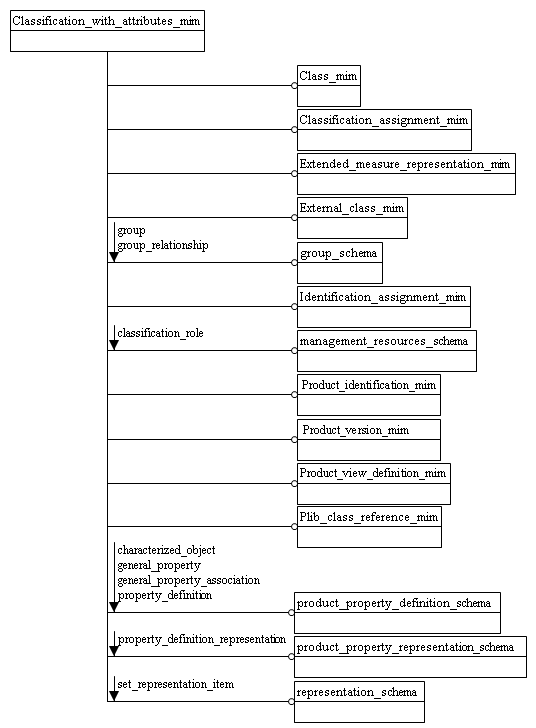 Classification_with_attributes_mim
Class_mim
Classification_assignment_mim
Extended_measure_representation_mim
External_class_mim
group
group_relationship
group_schema
Identification_assignment_mim
classification_role
management_resources_schema
Product_identification_mim
Product_version_mim
Product_view_definition_mim
Plib_class_reference_mim
characterized_object
general_property
general_property_association
property_definition
product_property_definition_schema
property_definition_representation
product_property_representation_schema
set_representation_item
representation_schema